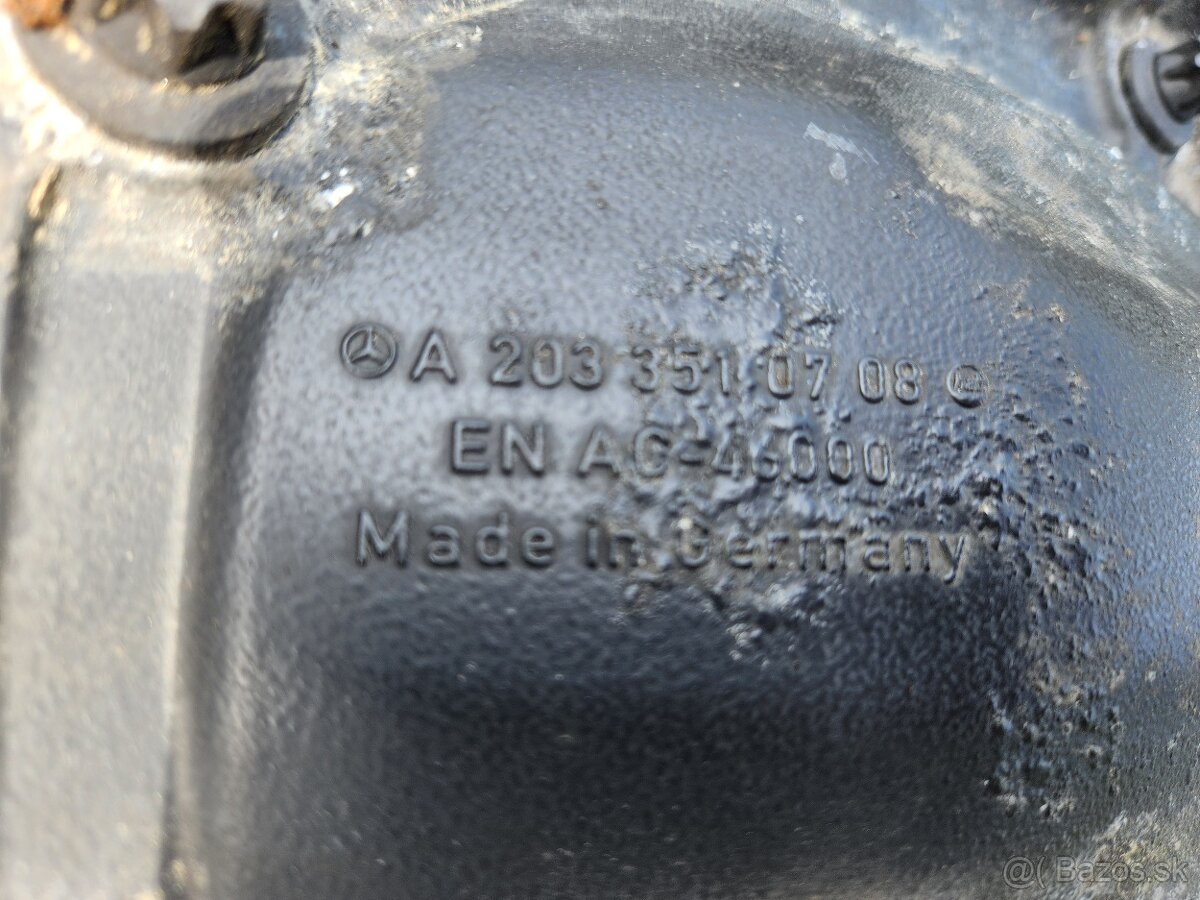 A 203 351 07 08
EN AC-46000
Made in Germany
@( Bazos.sk